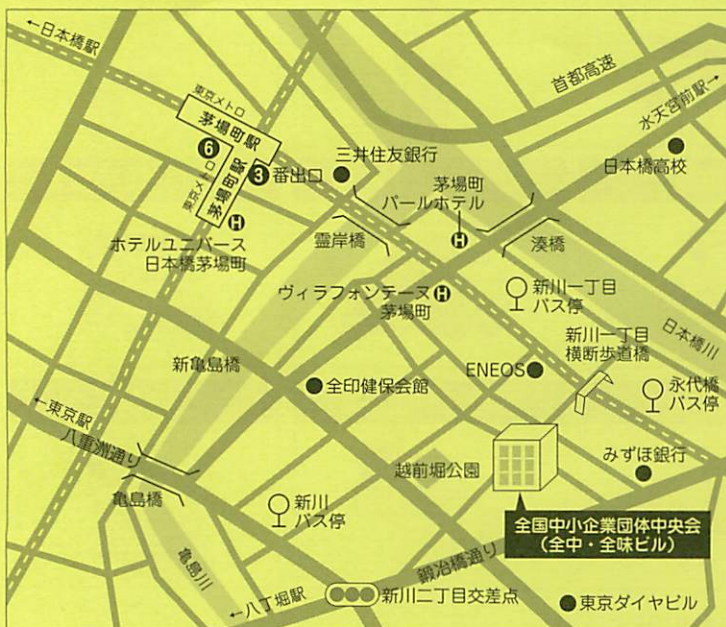 ←日本橋駅
首都高速
水天宮前駅→
東京メトロ
茅場町駅
6
東京メトロ
茅場町駅
3 番出口
三井住友銀行
日本橋高校
H
ホテルユニバース
日本橋茅場町
茅場町
パールホテル
H
霊岸橋
湊橋
ヴィラフォンテーヌ H
茅場町
新川一丁目
バス停
日本橋川
新川一丁目
横断歩道橋
新亀島橋
全印健保会館
ENEOS
永代橋
バス停
←東京駅
八重洲通り
越前堀公園
みずほ銀行
亀島橋
新川
バス停
全国中小企業団体中央会
(全中・全味ビル)
亀島川
鍛冶橋通り
←八丁堀駅
新川二丁目交差点
東京ダイヤビル